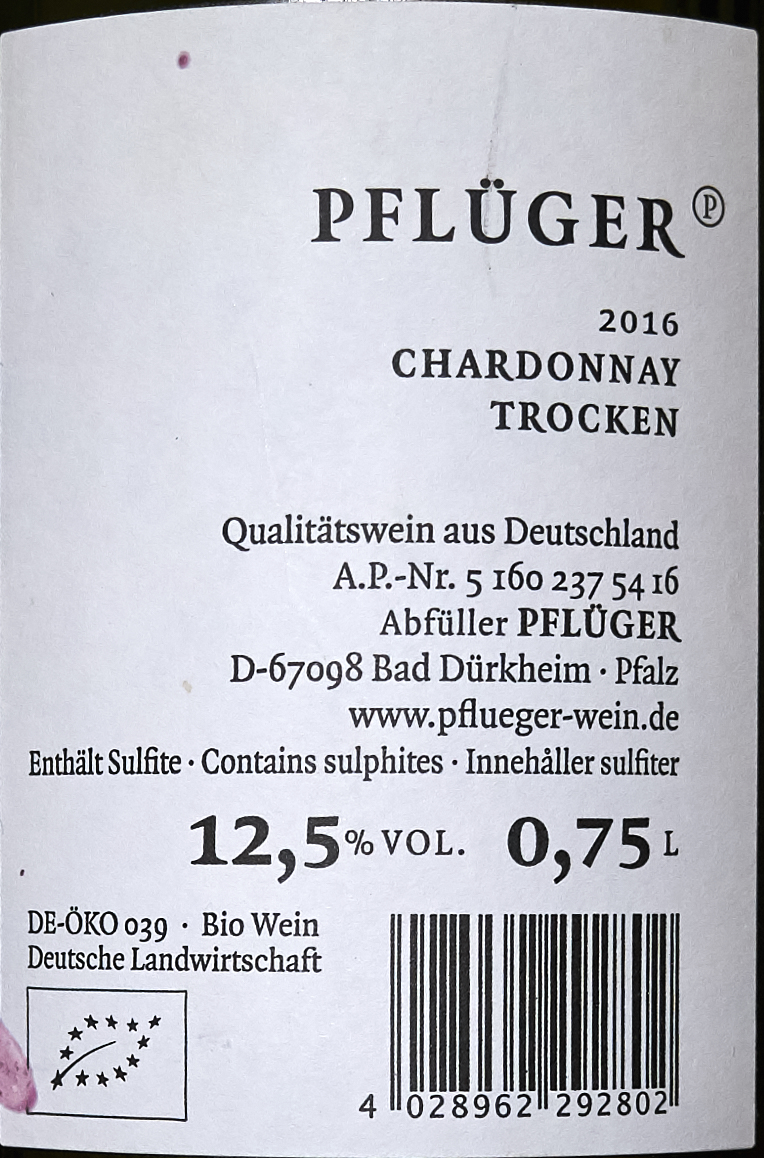 PFLÜGER Ⓟ
2016
CHARDONNAY
TROCKEN
Qualitätswein aus Deutschland
A.P.-Nr. 5 160 237 54 16
Abfüller PFLÜGER
D-67098 Bad Dürkheim · Pfalz
www.pflueger-wein.de
Enthält Sulfite · Contains sulphites · Innehåller sulfiter
12,5% VOL. 0,75 L
DE-ÖKO 039 · Bio Wein
Deutsche Landwirtschaft
4 028962 292802